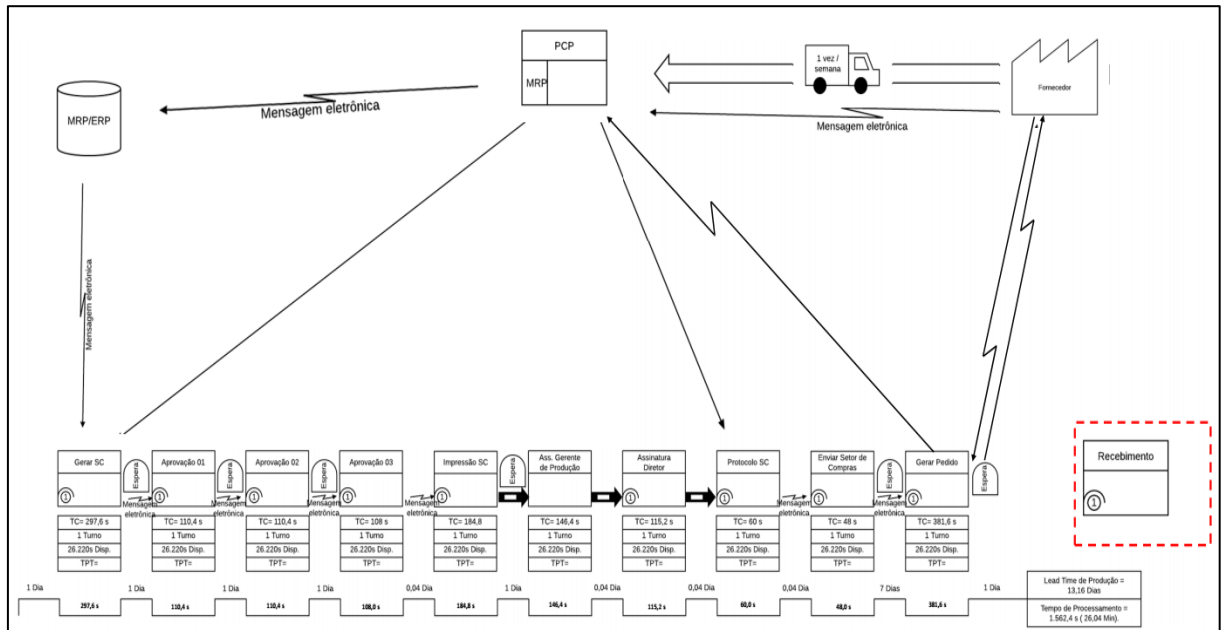 PCP
MRP
1 vez /
semana
Fornecedor
MRP/ERP
Mensagem eletrônica
Mensagem eletrônica
Mensagem eletrônica
Gerar SC
Espera
Aprovação 01
Espera
Aprovação 02
Espera
Aprovação 03
Impressão SC
Espera
Ass. Gerente
de Produção
Assinatura
Diretor
Protocolo SC
Enviar Setor de
Compras
Espera
Gerar Pedido
Espera
Recebimento
1
1
1
1
1
1
1
1
1
1
Mensagem
eletrônica
Mensagem
eletrônica
Mensagem
eletrônica
Mensagem
eletrônica
Mensagem
eletrônica
Mensagem
eletrônica
TC= 297,6 s
TC= 110,4 s
TC= 110,4 s
TC= 108 s
TC= 184,8
TC= 146,4 s
TC= 115,2 s
TC= 60 s
TC= 48 s
TC= 381,6 s
1 Turno
1 Turno
1 Turno
1 Turno
1 Turno
1 Turno
1 Turno
1 Turno
1 Turno
1 Turno
26.220s Disp.
26.220s Disp.
26.220s Disp.
26.220s Disp.
26.220s Disp.
26.220s Disp.
26.220s Disp.
26.220s Disp.
26.220s Disp.
26.220s Disp.
TPT=
TPT=
TPT=
TPT=
TPT=
TPT=
TPT=
TPT=
TPT=
TPT=
1 Dia
1 Dia
1 Dia
1 Dia
0,04 Dia
1 Dia
0,04 Dia
0,04 Dia
0,04 Dia
7 Dias
1 Dia
297,6 s
110,4 s
110,4 s
108,0 s
184,8 s
146,4 s
115,2 s
60,0 s
48,0 s
381,6 s
Lead Time de Produção =
13,16 Dias
Tempo de Processamento =
1.562,4 s ( 26,04 Min).